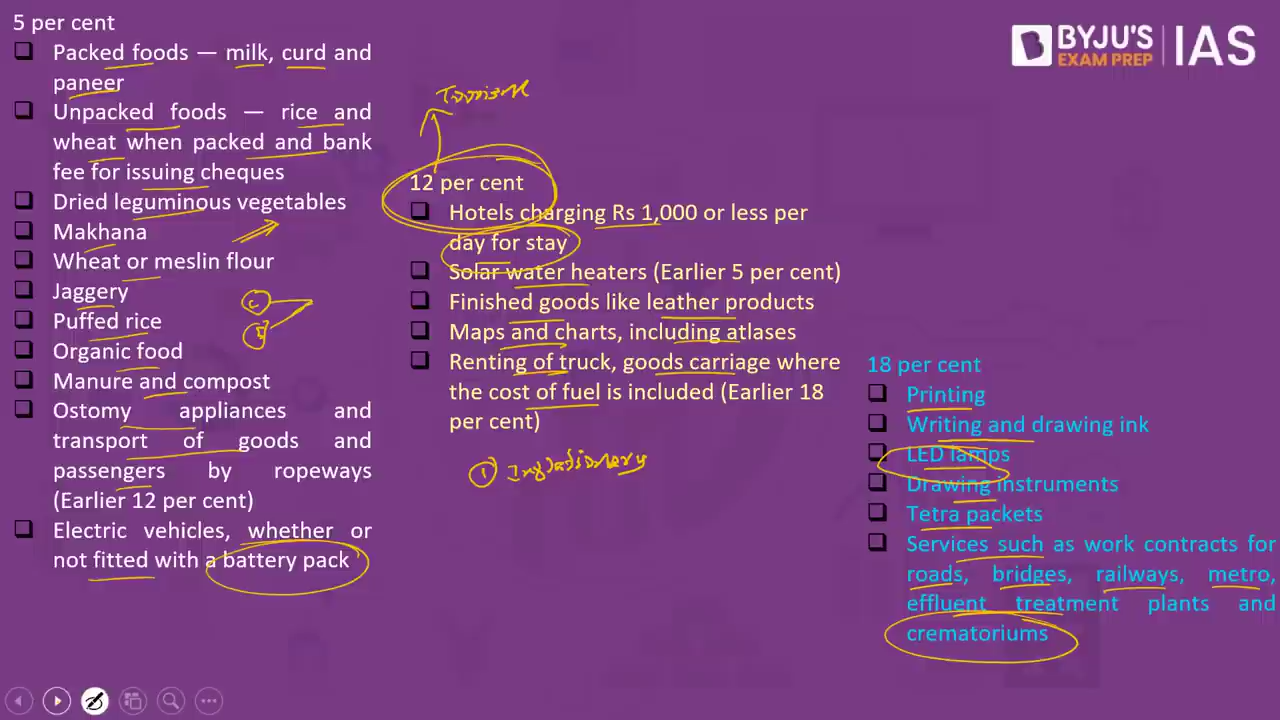 5 per cent
Packed foods — milk, curd and
paneer
Unpacked foods — rice and
wheat when packed and bank
fee for issuing cheques
Dried leguminous vegetables
Makhana
Wheat or meslin flour
Jaggery
Puffed rice
Organic food
Manure and compost
Ostomy appliances and
transport of goods and
passengers by ropeways
(Earlier 12 per cent)
Electric vehicles, whether or
not fitted with a battery pack
Tourism
12 per cent
Hotels charging Rs 1,000 or less per
day for stay
Solar water heaters (Earlier 5 per cent)
Finished goods like leather products
Maps and charts, including atlases
Renting of truck, goods carriage where
the cost of fuel is included (Earlier 18
per cent)
① Inflationary
BYJU'S
EXAM PREP
IAS
18 per cent
Printing
Writing and drawing ink
LED lamps
Drawing instruments
Tetra packets
Services such as work contracts for
roads, bridges, railways, metro,
effluent treatment plants and
crematoriums